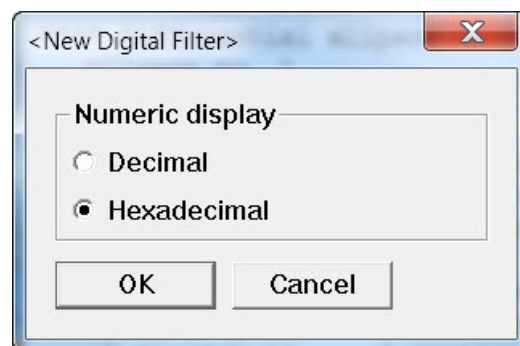 <New Digital Filter>
Numeric display
Decimal
Hexadecimal
OK
Cancel